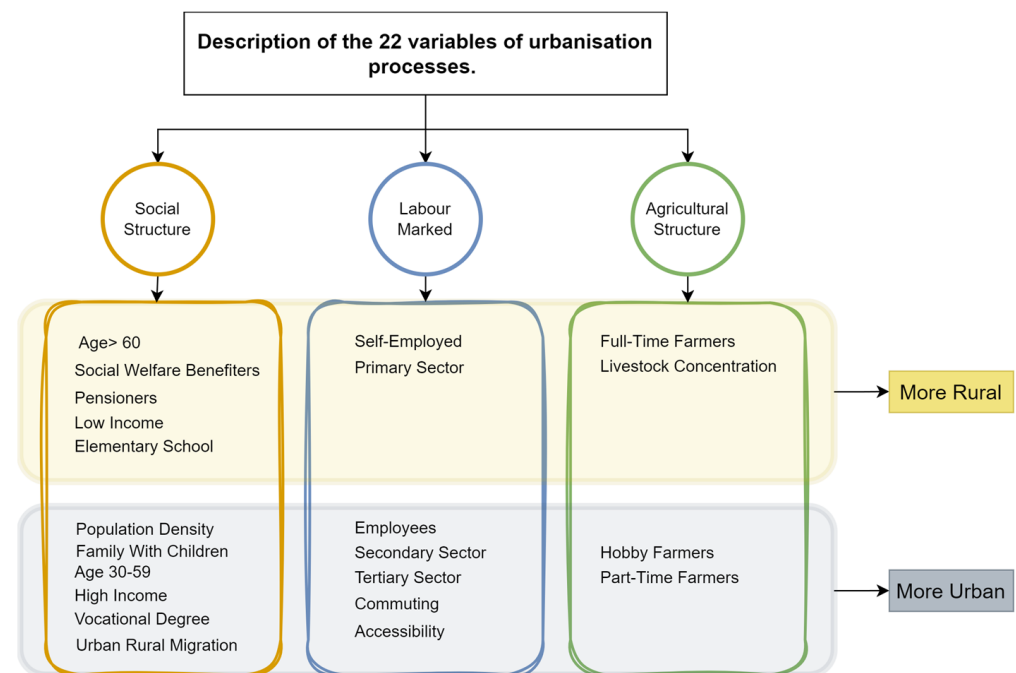 Description of the 22 variables of urbanisation
processes.
Social
Structure
Labour
Marked
Agricultural
Structure
Age> 60
Social Welfare Benefiters
Pensioners
Low Income
Elementary School
Self-Employed
Primary Sector
Full-Time Farmers
Livestock Concentration
More Rural
Population Density
Family With Children
Age 30-59
High Income
Vocational Degree
Urban Rural Migration
Employees
Secondary Sector
Tertiary Sector
Commuting
Accessibility
Hobby Farmers
Part-Time Farmers
More Urban